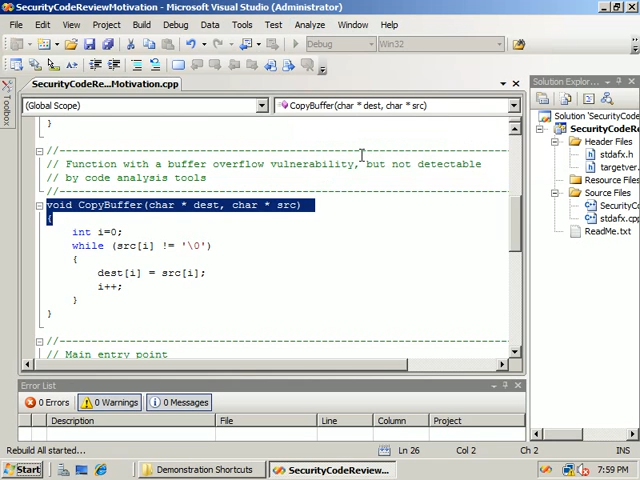 SecurityCodeReviewMotivation - Microsoft Visual Studio (Administrator)
File Edit View Project Build Debug Tools Test Analyze Window Help
Debug Win32
SecurityCodeRe...Motivation.cpp
(Global Scope) CopyBuffer(char * dest, char * src)
Toolbox
}
//----------------------------------------------------------------
// Function with a buffer overflow vulnerability, but not detectable
// by code analysis tools
//----------------------------------------------------------------
void CopyBuffer(char * dest, char * src)
{
int i=0;
while (src[i] != '\0')
{
dest[i] = src[i];
i++;
}
}
//----------------------------------------------------------------
// Main entry point
Solution Explor...
Solution 'SecurityCod
SecurityCodeRe
Header Files
stdafx.h
targetver.
Resource Files
Source Files
SecurityCo
stdafx.cpp
ReadMe.txt
Error List
0 Errors 0 Warnings 0 Messages
Description File Line Column Project
Rebuild All started... Ln 26 Col 2 Ch 2 INS
Start Demonstration Shortcuts SecurityCodeReview... 7:59 PM